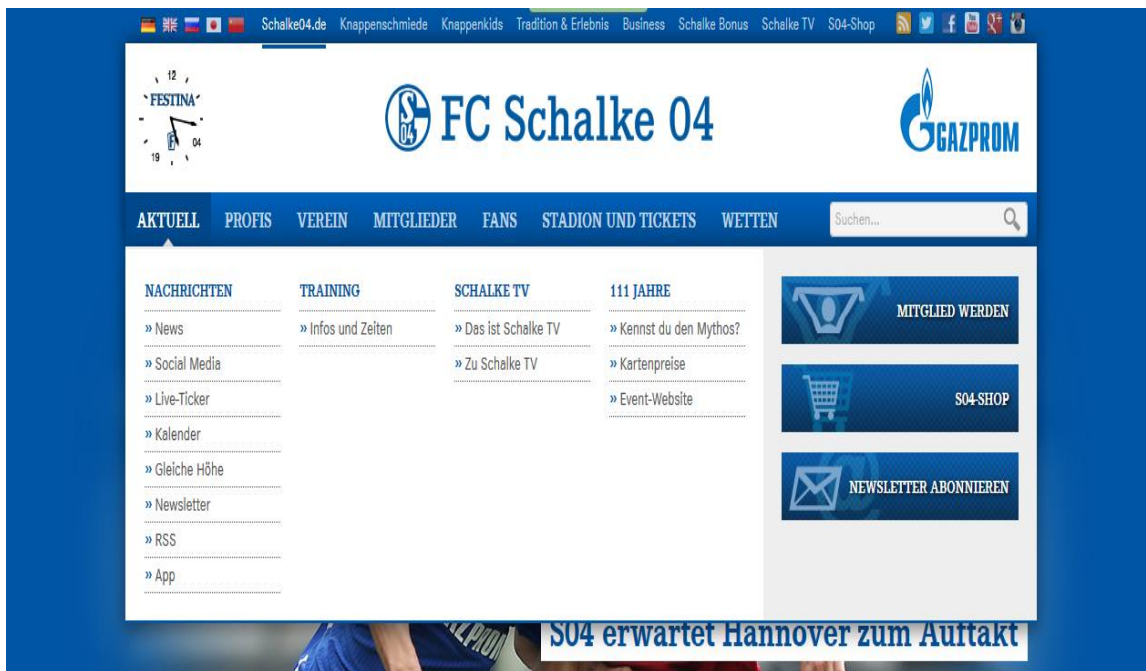 Schalke04.de Knappenschmiede Knappenkids Tradition & Erlebnis Business Schalke Bonus Schalke TV S04-Shop
12
FESTINA
04
19
S 04
FC Schalke 04
GAZPROM
AKTUELL PROFIS VEREIN MITGLIEDER FANS STADION UND TICKETS WETTEN
Suchen...
NACHRICHTEN
» News
» Social Media
» Live-Ticker
» Kalender
» Gleiche Höhe
» Newsletter
» RSS
» App
TRAINING
» Infos und Zeiten
SCHALKE TV
» Das ist Schalke TV
» Zu Schalke TV
111 JAHRE
» Kennst du den Mythos?
» Kartenpreise
» Event-Website
MITGLIED WERDEN
S04-SHOP
NEWSLETTER ABONNIEREN
GAZPROM
S04 erwartet Hannover zum Auftakt